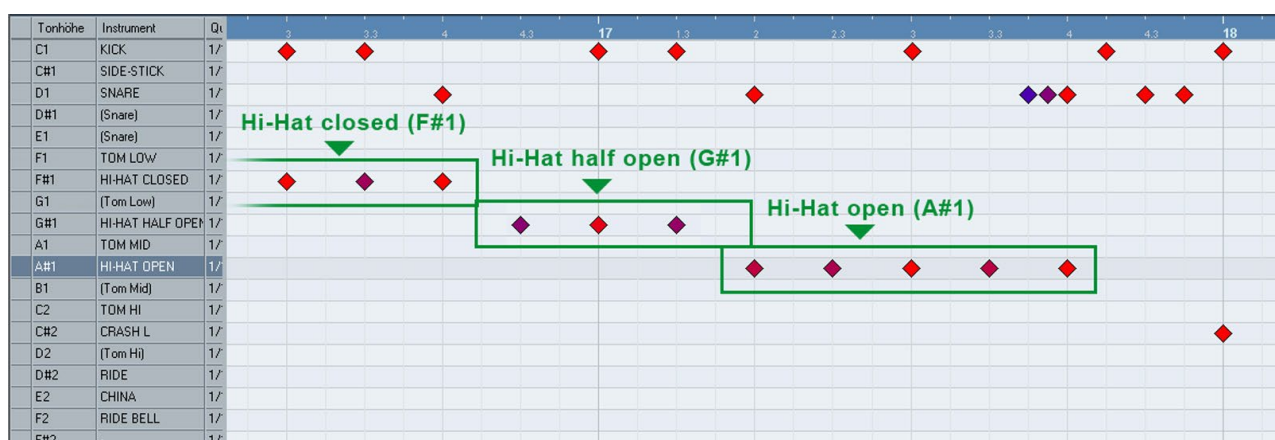 Tonhöhe Instrument Qu 3 3.3 4 4.3 17 1.3 2 2.3 3 3.3 4 4.3 18
C1 KICK 1/
C#1 SIDE-STICK 1/
D1 SNARE 1/
D#1 (Snare) 1/
E1 (Snare) 1/
Hi-Hat closed (F#1)
F1 TOM LOW 1/
Hi-Hat half open (G#1)
F#1 HI-HAT CLOSED 1/
G1 (Tom Low) 1/
Hi-Hat open (A#1)
G#1 HI-HAT HALF OPEN 1/
A1 TOM MID 1/
A#1 HI-HAT OPEN 1/
B1 (Tom Mid) 1/
C2 TOM HI 1/
C#2 CRASH L 1/
D2 (Tom Hi) 1/
D#2 RIDE 1/
E2 CHINA 1/
F2 RIDE BELL 1/
F#2 1/